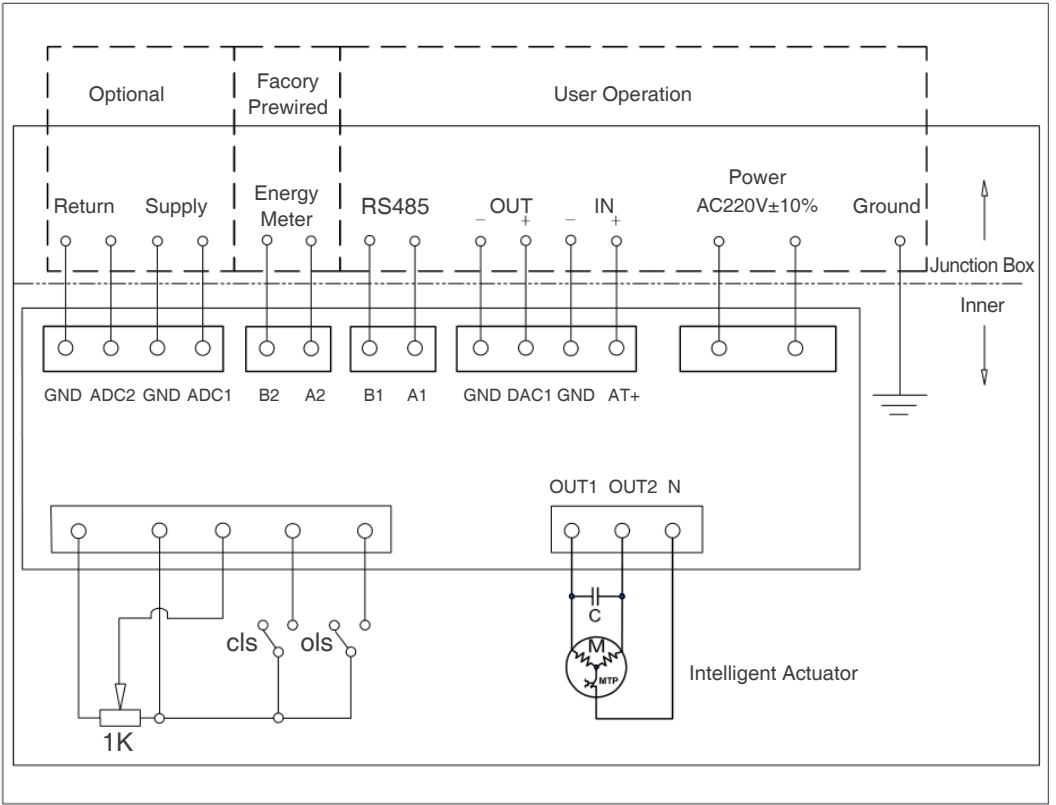 Optional
Facory
Prewired
User Operation
Return
Supply
Energy
Meter
RS485
OUT
IN
− + − +
Power
AC220V±10%
Ground
Junction Box
Inner
GND ADC2 GND ADC1
B2 A2
B1 A1
GND DAC1 GND AT+
OUT1 OUT2 N
C
cls
ols
M
MTP
Intelligent Actuator
1K